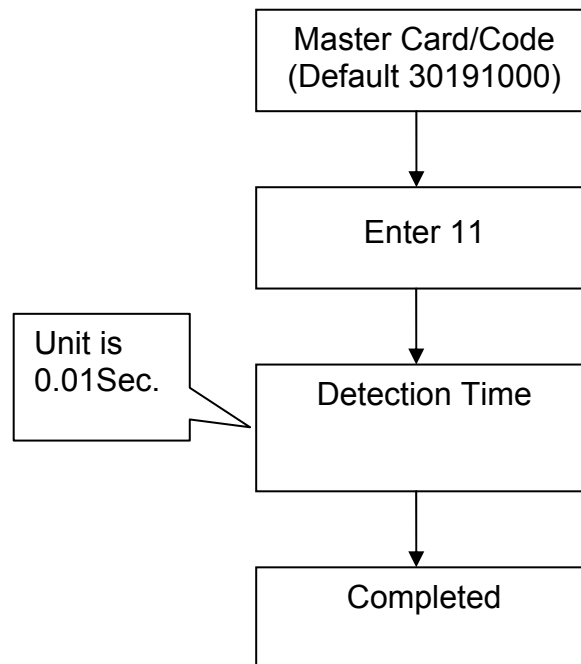 Master Card/Code
(Default 30191000)
Enter 11
Unit is
0.01Sec.
Detection Time
Completed